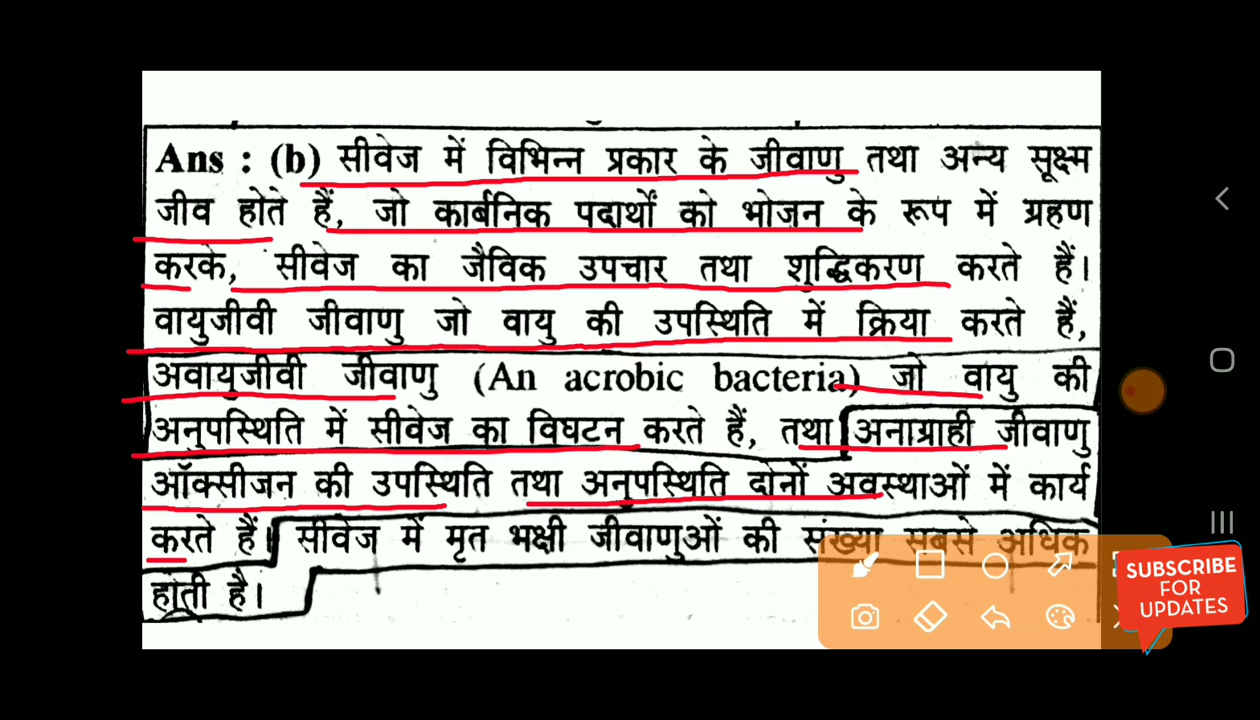 Ans : (b) सीवेज में विभिन्न प्रकार के जीवाणु तथा अन्य सूक्ष्म
जीव होते हैं, जो कार्बनिक पदार्थों को भोजन के रूप में ग्रहण
करके, सीवेज का जैविक उपचार तथा शुद्धिकरण करते हैं।
वायुजीवी जीवाणु जो वायु की उपस्थिति में क्रिया करते हैं,
अवायुजीवी जीवाणु (An acrobic bacteria) जो वायु की
अनुपस्थिति में सीवेज का विघटन करते हैं, तथा अनाग्राही जीवाणु
ऑक्सीजन की उपस्थिति तथा अनुपस्थिति दोनों अवस्थाओं में कार्य
करते हैं। सीवेज में मृत भक्षी जीवाणुओं की संख्या सबसे अधिक
होती है।
SUBSCRIBE
FOR
UPDATES